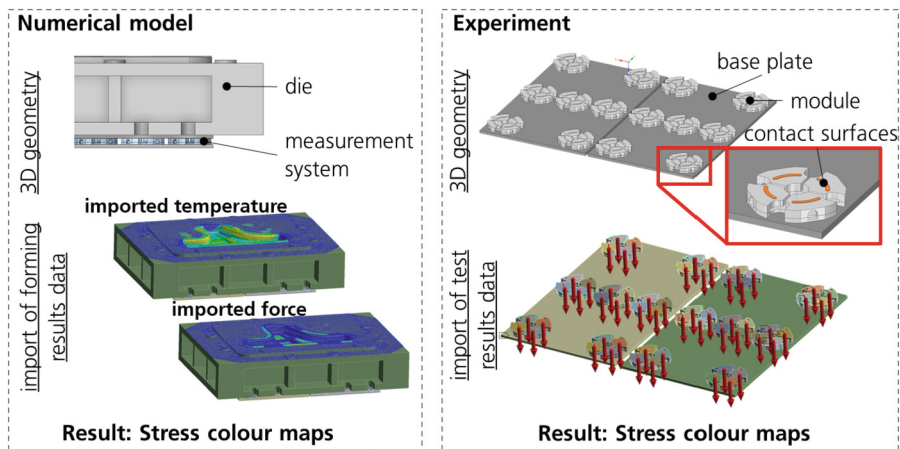 Numerical model
3D geometry
die
measurement
system
import of forming
results data
imported temperature
imported force
Result: Stress colour maps
Experiment
3D geometry
base plate
module
contact surfaces
import of test
results data
Result: Stress colour maps